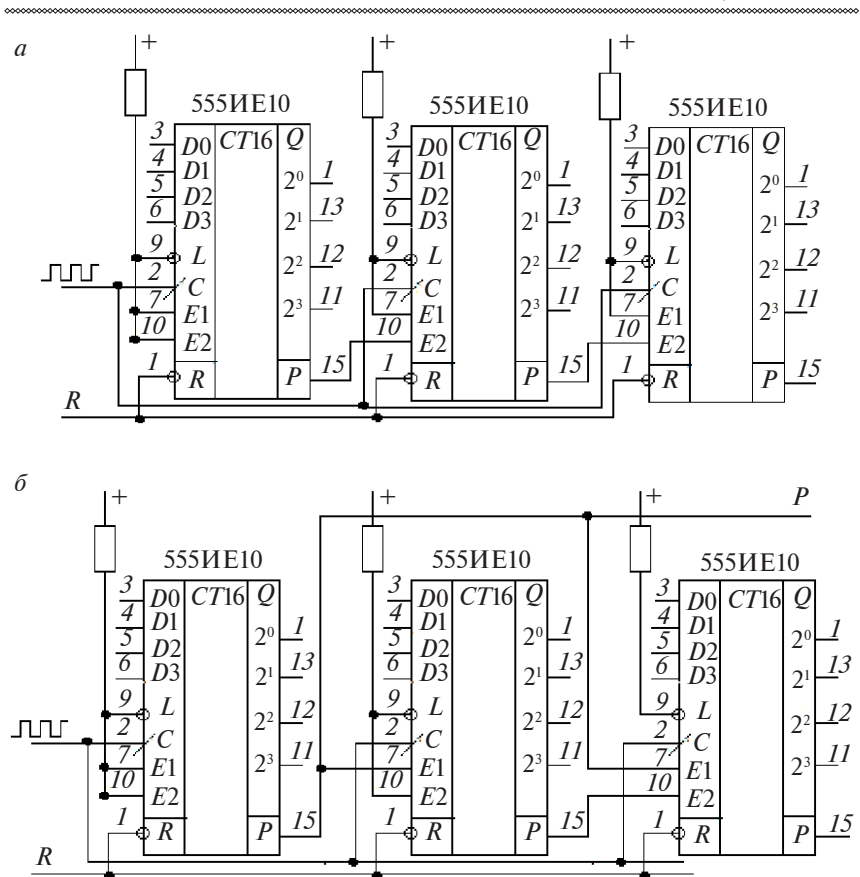 а
+ + +
555ИЕ10 555ИЕ10 555ИЕ10
3 D0 CT16 Q 3 D0 CT16 Q 3 D0 CT16 Q
4 D1 4 D1 4 D1
5 D2 2⁰ 1 5 D2 2⁰ 1 5 D2 2⁰ 1
6 D3 2¹ 13 6 D3 2¹ 13 6 D3 2¹ 13
9 L 2² 12 9 L 2² 12 9 L 2² 12
2 C 2 C 2 C
7 E1 2³ 11 7 E1 2³ 11 7 E1 2³ 11
10 E2 10 E2 10 E2
1 R P 15 1 R P 15 1 R P 15
R
б
+ + + P
555ИЕ10 555ИЕ10 555ИЕ10
3 D0 CT16 Q 3 D0 CT16 Q 3 D0 CT16 Q
4 D1 4 D1 4 D1
5 D2 2⁰ 1 5 D2 2⁰ 1 5 D2 2⁰ 1
6 D3 2¹ 13 6 D3 2¹ 13 6 D3 2¹ 13
9 L 2² 12 9 L 2² 12 9 L 2² 12
2 C 2 C 2 C
7 E1 2³ 11 7 E1 2³ 11 7 E1 2³ 11
10 E2 10 E2 10 E2
1 R P 15 1 R P 15 1 R P 15
R